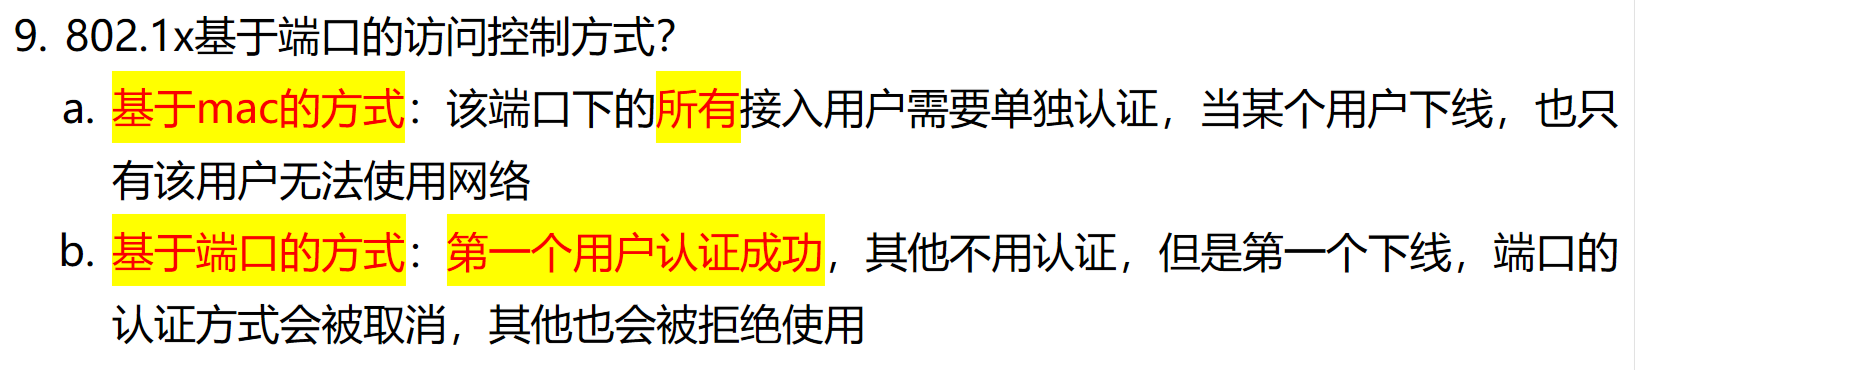 9. 802.1x基于端口的访问控制方式？
a. 基于mac的方式：该端口下的所有接入用户需要单独认证，当某个用户下线，也只
有该用户无法使用网络
b. 基于端口的方式：第一个用户认证成功，其他不用认证，但是第一个下线，端口的
认证方式会被取消，其他也会被拒绝使用